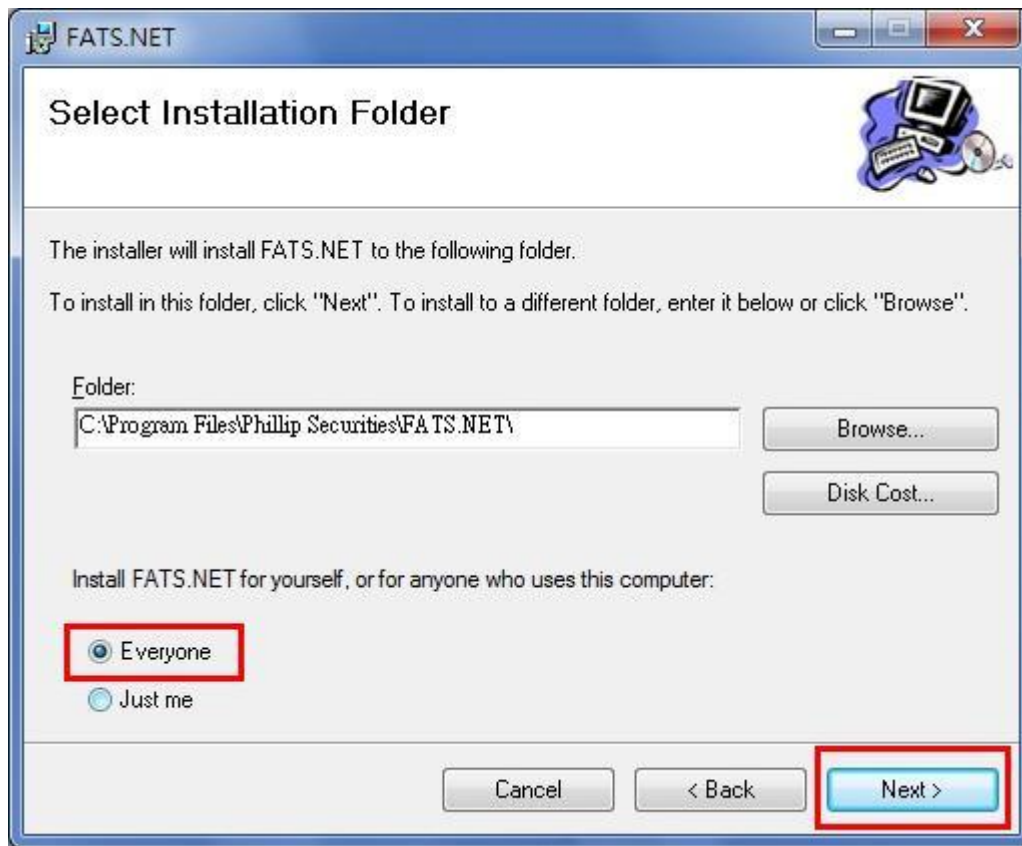 FATS.NET
Select Installation Folder
The installer will install FATS.NET to the following folder.
To install in this folder, click "Next". To install to a different folder, enter it below or click "Browse".
Folder:
C:\Program Files\Phillip Securities\FATS.NET\
Browse...
Disk Cost...
Install FATS.NET for yourself, or for anyone who uses this computer:
Everyone
Just me
Cancel
< Back
Next >